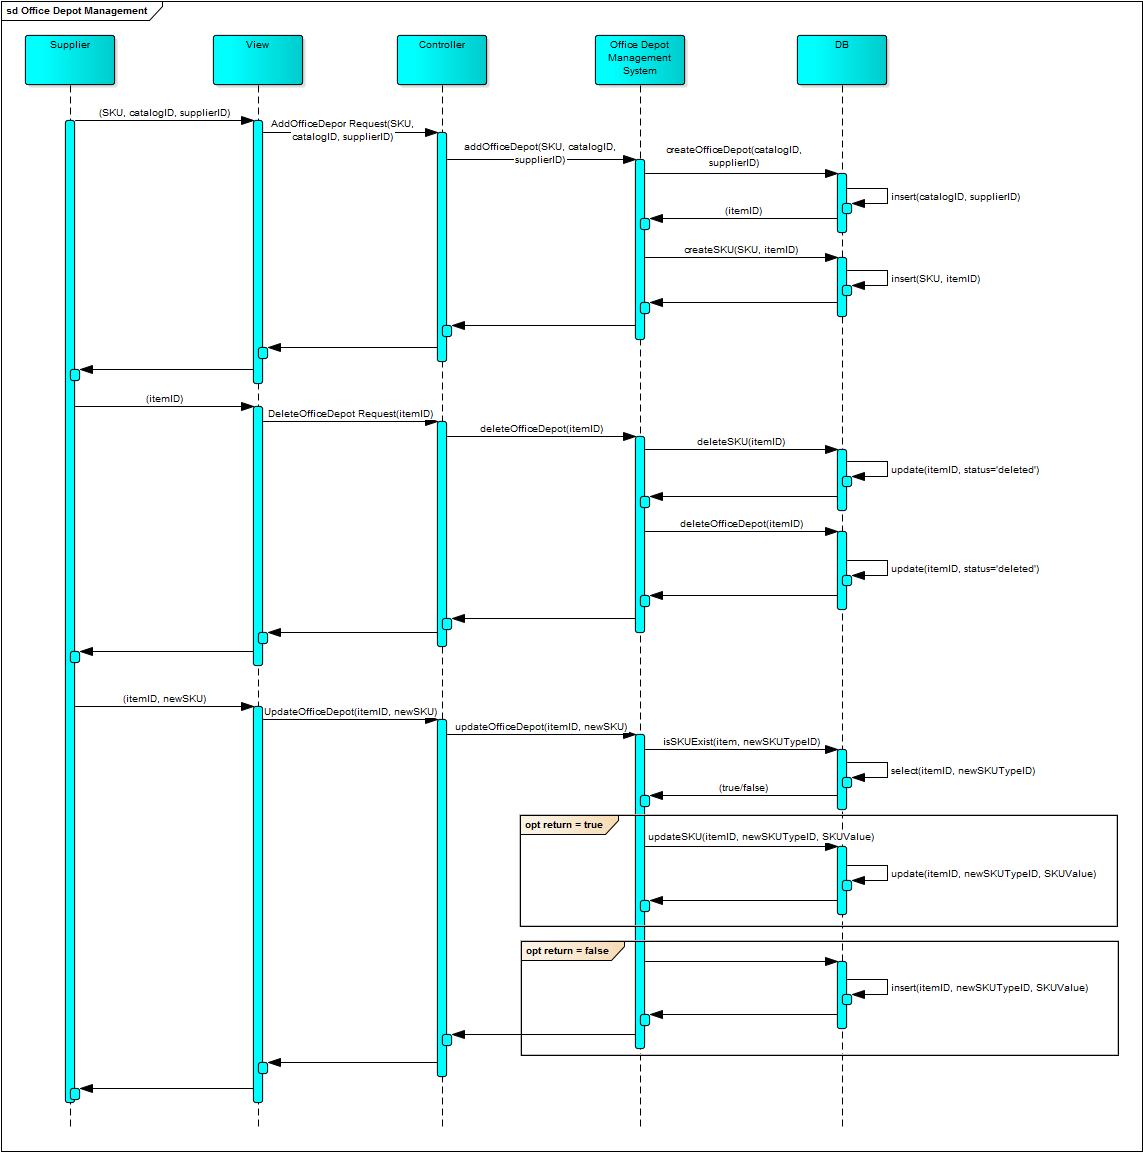 sd Office Depot Management
Supplier
View
Controller
Office Depot
Management
System
DB
(SKU, catalogID, supplierID)
AddOfficeDepor Request(SKU,
catalogID, supplierID)
addOfficeDepot(SKU, catalogID,
supplierID)
createOfficeDepot(catalogID,
supplierID)
insert(catalogID, supplierID)
(itemID)
createSKU(SKU, itemID)
insert(SKU, itemID)
(itemID)
DeleteOfficeDepot Request(itemID)
deleteOfficeDepot(itemID)
deleteSKU(itemID)
update(itemID, status='deleted')
deleteOfficeDepot(itemID)
update(itemID, status='deleted')
(itemID, newSKU)
UpdateOfficeDepot(itemID, newSKU)
updateOfficeDepot(itemID, newSKU)
isSKUExist(item, newSKUTypeID)
select(itemID, newSKUTypeID)
(true/false)
opt return = true
updateSKU(itemID, newSKUTypeID, SKUValue)
update(itemID, newSKUTypeID, SKUValue)
opt return = false
insert(itemID, newSKUTypeID, SKUValue)